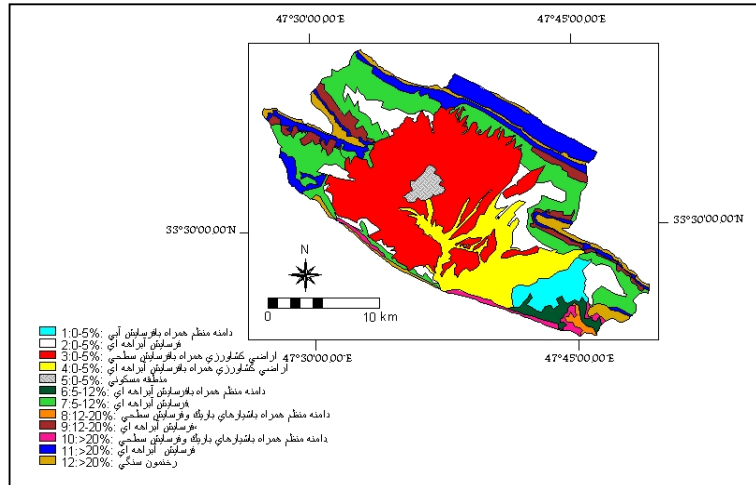 47°30'00.00"E
47°45'00.00"E
33°30'00.00"N
33°30'00.00"N
N
0
10 km
47°30'00.00"E
47°45'00.00"E
1:0-5%: دامنه منظم همراه بافرسايش آبي
2:0-5%: فرسايش آبراهه اي
3:0-5%: اراضي كشاورزي همراه بافرسايش سطحي
4:0-5%: اراضي كشاورزي همراه بافرسايش آبراهه اي
5:0-5%: منطقه مسكوني
6:5-12%: دامنه منظم همراه بافرسايش آبراهه اي
7:5-12%: فرسايش آبراهه اي
8:12-20%: دامنه منظم همراه باشيارهاي باريك وفرسايش سطحي
9:12-20%: فرسايش آبراهه اي
10:>20%: دامنه منظم همراه باشيارهاي باريك وفرسايش سطحي
11:>20%: فرسايش آبراهه اي
12:>20%: رخنمون سنگي